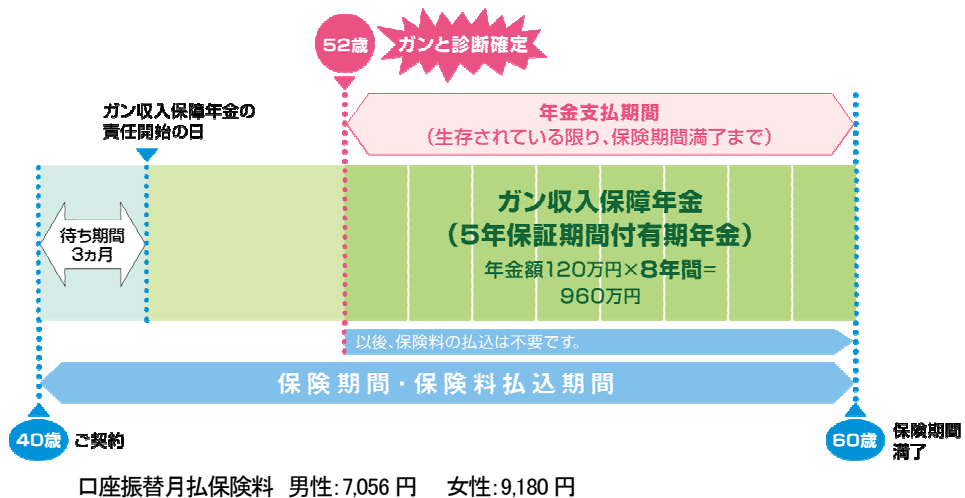 52歳
ガンと診断確定
ガン収入保障年金の
責任開始の日
年金支払期間
(生存されている限り、保険期間満了まで)
待ち期間
3ヵ月
ガン収入保障年金
(5年保証期間付有期年金)
年金額120万円×8年間=
960万円
以後、保険料の払込は不要です。
保険期間・保険料払込期間
40歳 ご契約
60歳
保険期間
満了
口座振替月払保険料 男性:7,056 円 女性:9,180 円